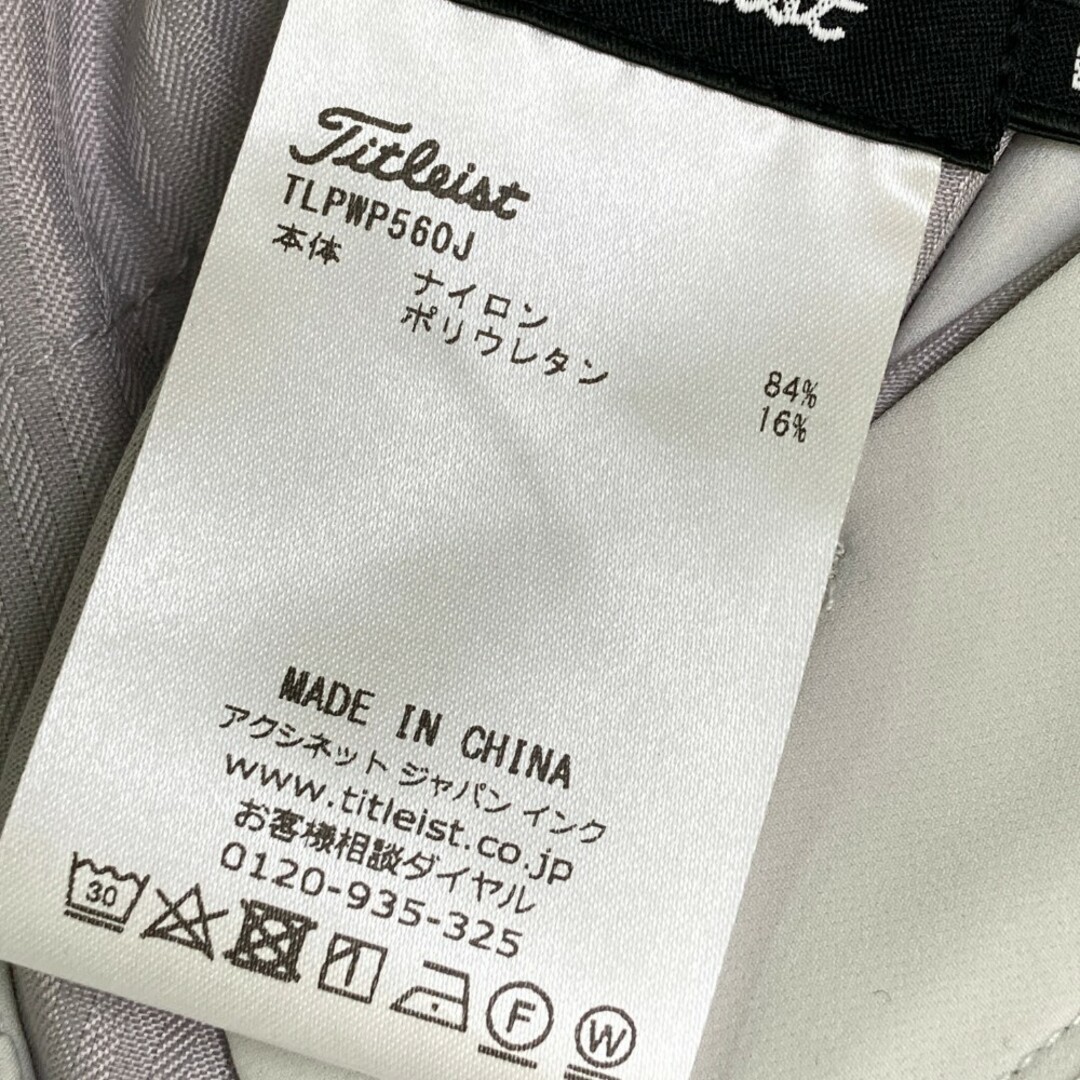 Titleist
TLPWP560J
本体 ナイロン 84%
ポリウレタン 16%
MADE IN CHINA
アクシネット ジャパン インク
www.titleist.co.jp
お客様相談ダイヤル
0120-935-325
30 F W